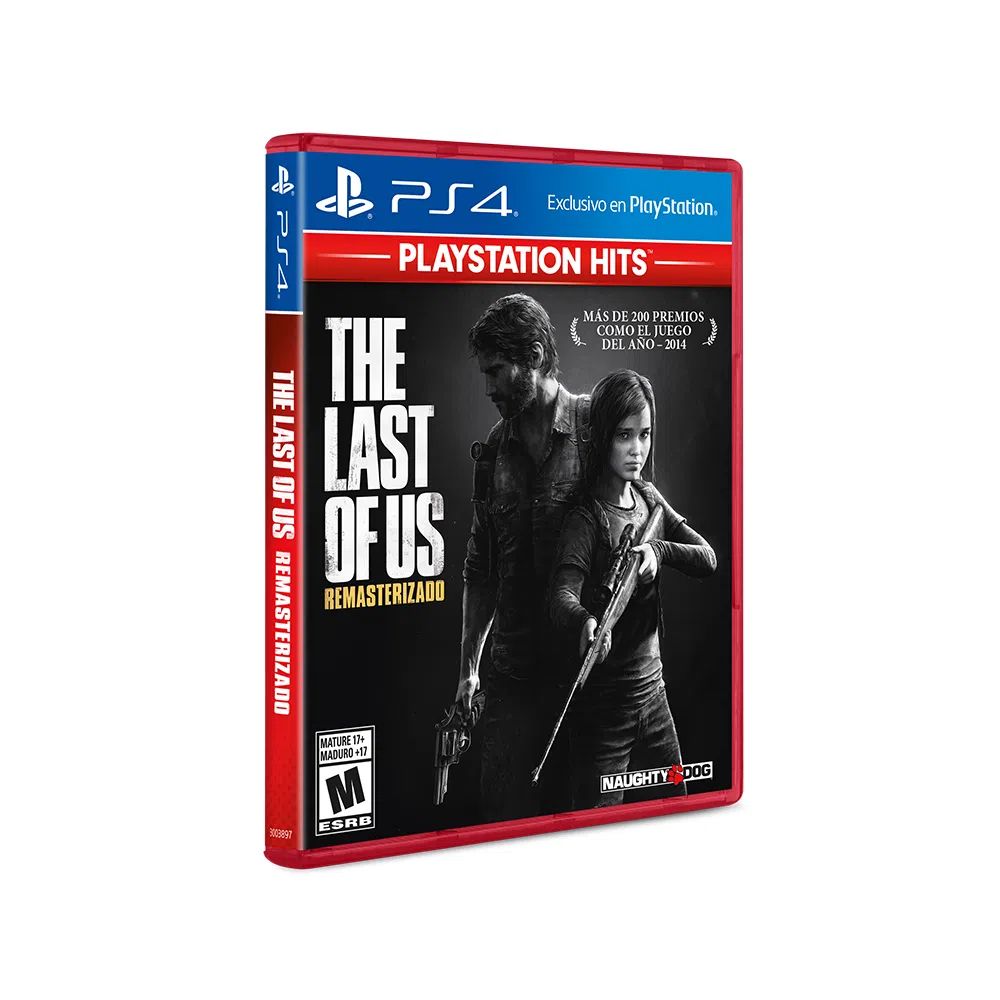 PS4
Exclusivo en PlayStation
PLAYSTATION HITS™
THE
LAST
OF US
REMASTERIZADO
MÁS DE 200 PREMIOS
COMO EL JUEGO
DEL AÑO – 2014
MATURE 17+
MADURO +17
M
ESRB
NAUGHTY DOG
PS4
THE LAST OF US REMASTERIZADO
3003897